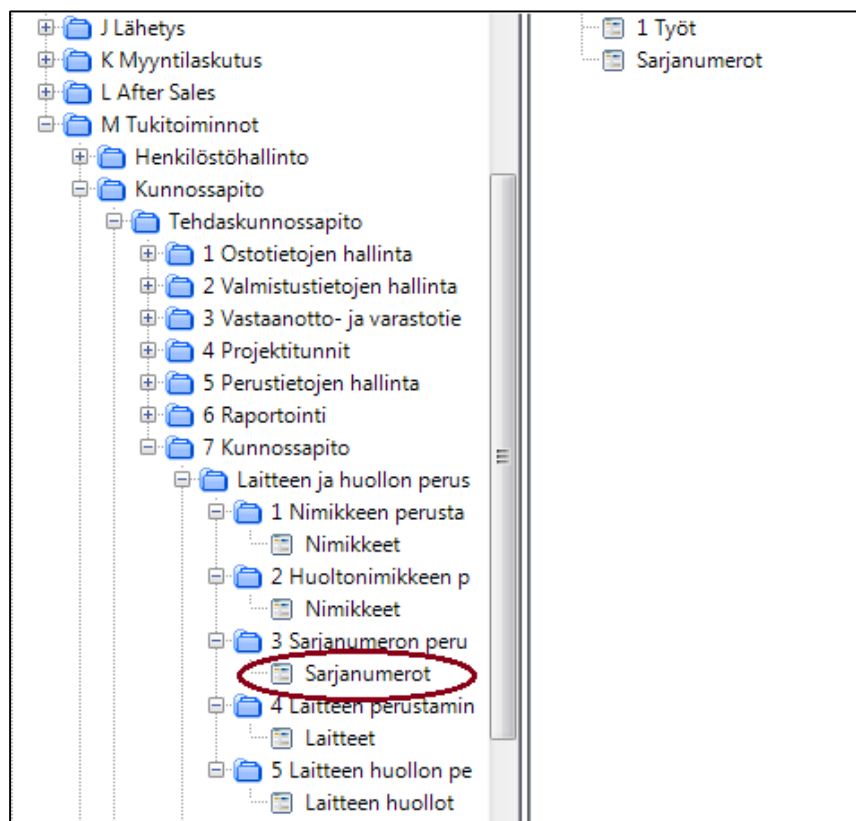 J Lähetys
K Myyntilaskutus
L After Sales
M Tukitoiminnot
Henkilöstöhallinto
Kunnossapito
Tehdaskunnossapito
1 Ostotietojen hallinta
2 Valmistustietojen hallinta
3 Vastaanotto- ja varastotie
4 Projektitunnit
5 Perustietojen hallinta
6 Raportointi
7 Kunnossapito
Laitteen ja huollon perus
1 Nimikkeen perusta
Nimikkeet
2 Huoltonimikkeen p
Nimikkeet
3 Sarjanumeron peru
Sarjanumerot
4 Laitteen perustamin
Laitteet
5 Laitteen huollon pe
Laitteen huollot
1 Työt
Sarjanumerot